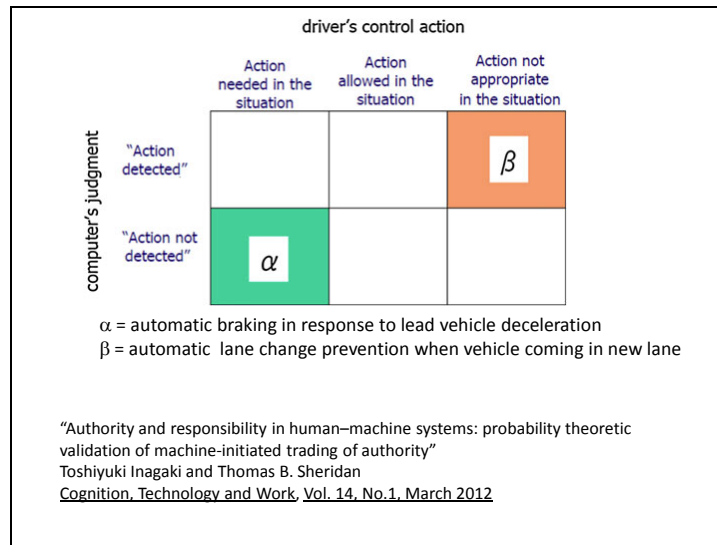 driver's control action
Action
needed in the
situation
Action
allowed in the
situation
Action not
appropriate
in the situation
computer's judgment
"Action
detected"
β
"Action not
detected"
α
α = automatic braking in response to lead vehicle deceleration
β = automatic  lane change prevention when vehicle coming in new lane
“Authority and responsibility in human–machine systems: probability theoretic
validation of machine-initiated trading of authority”
Toshiyuki Inagaki and Thomas B. Sheridan
Cognition, Technology and Work, Vol. 14, No.1, March 2012